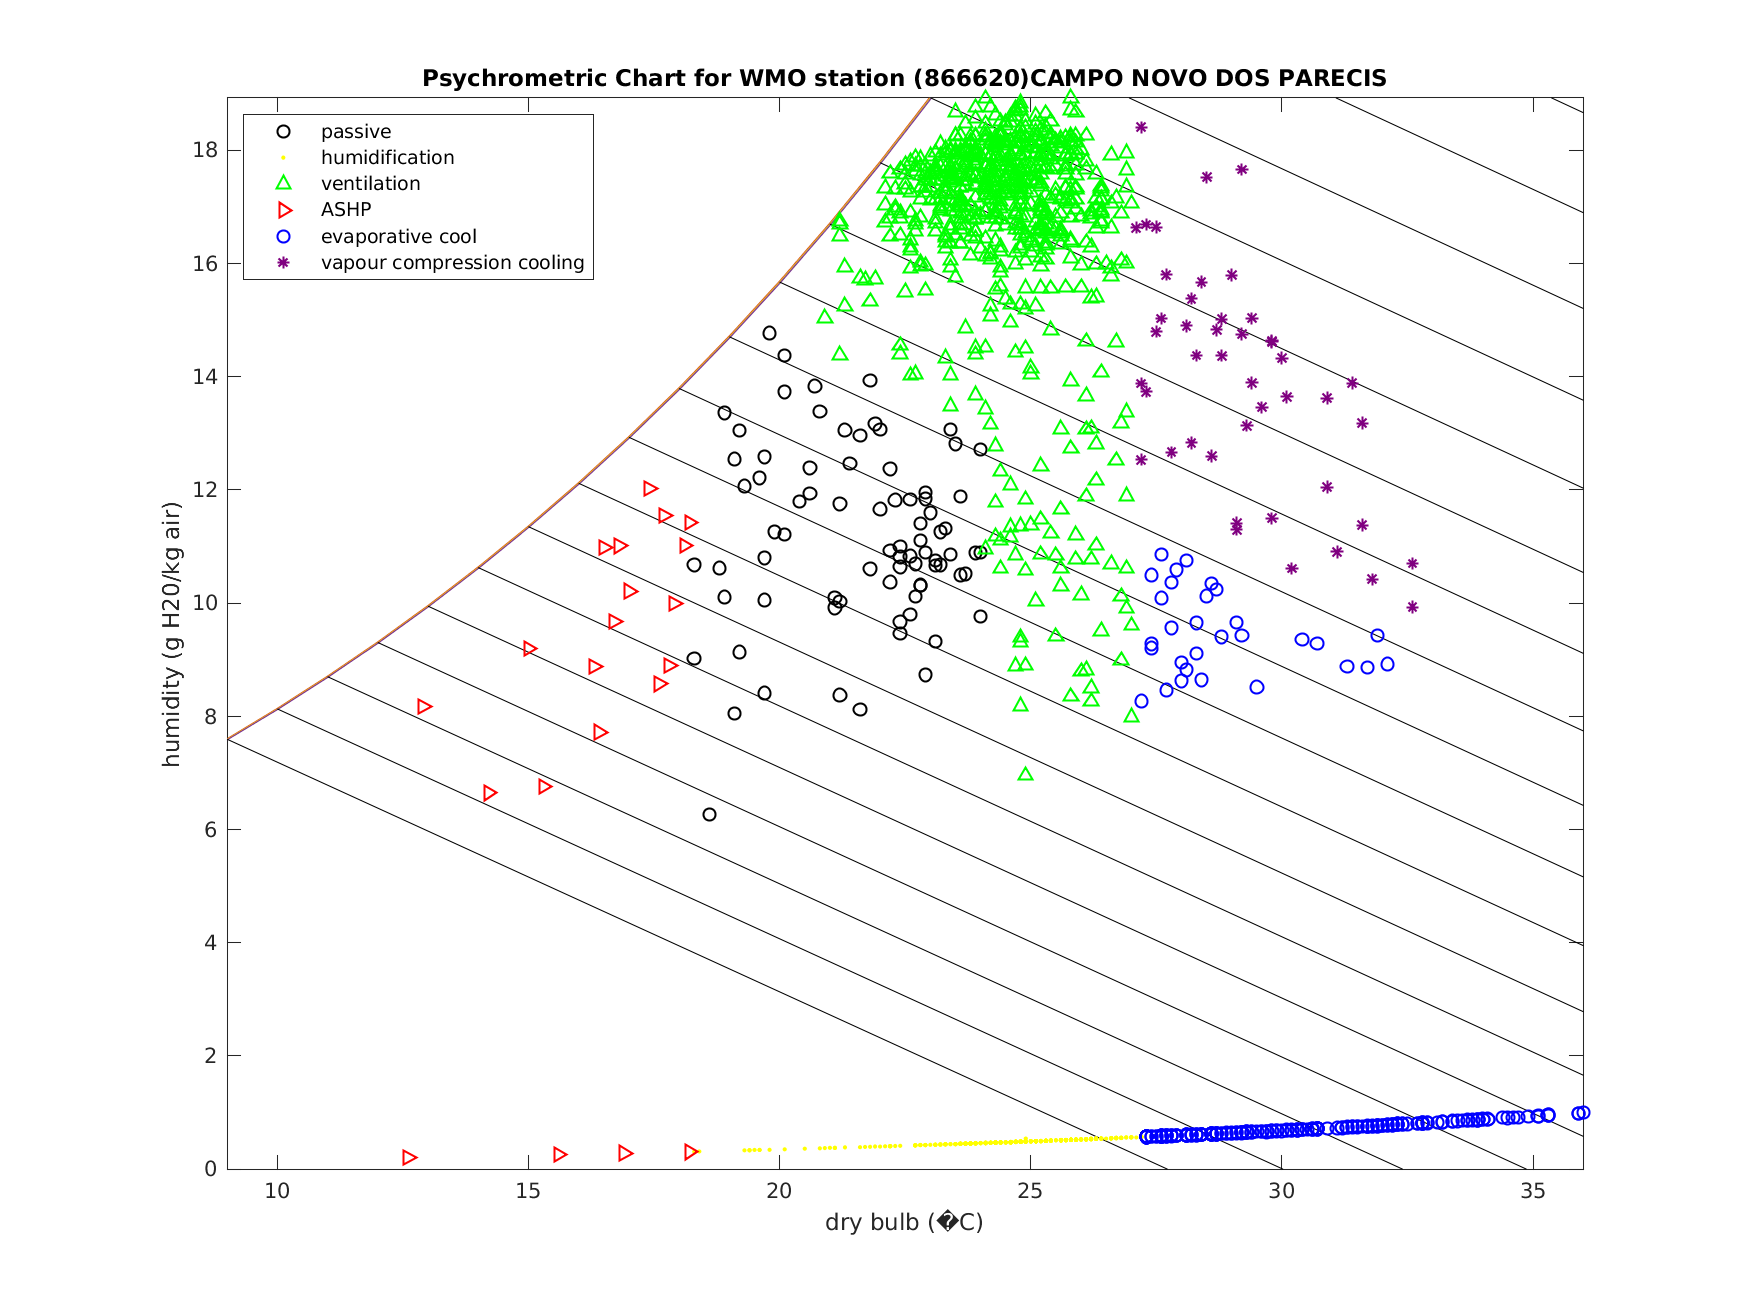 Psychrometric Chart for WMO station (866620)CAMPO NOVO DOS PARECIS
passive
humidification
ventilation
ASHP
evaporative cool
vapour compression cooling
humidity (g H20/kg air)
18
16
14
12
10
8
6
4
2
0
10 15 20 25 30 35
dry bulb (�C)